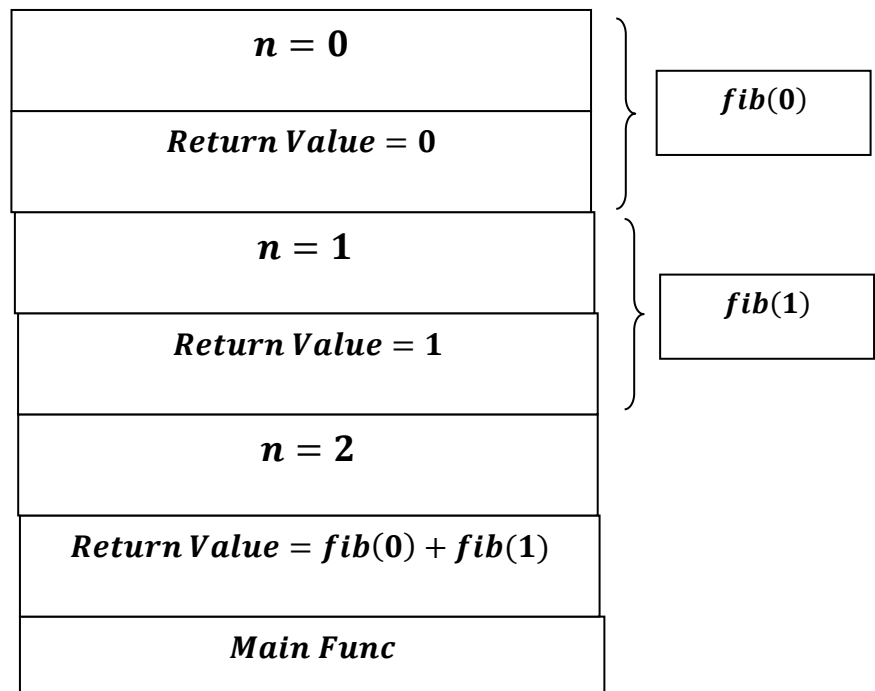 n = 0
fib(0)
Return Value = 0
n = 1
fib(1)
Return Value = 1
n = 2
Return Value = fib(0) + fib(1)
Main Func